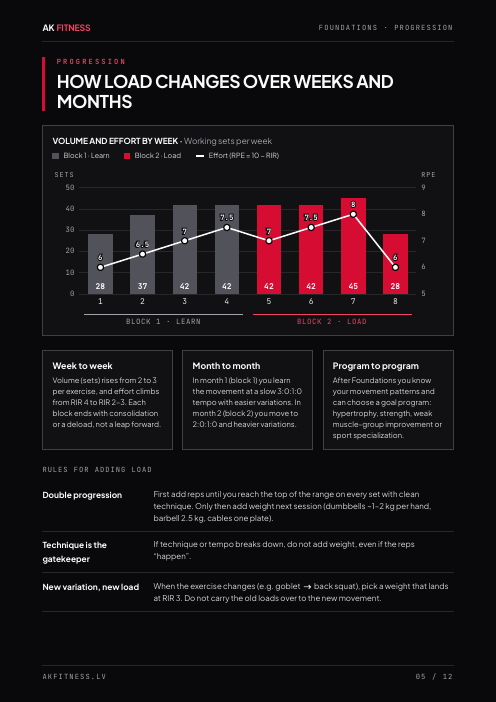 AK FITNESS
FOUNDATIONS · PROGRESSION
PROGRESSION
HOW LOAD CHANGES OVER WEEKS AND
MONTHS
VOLUME AND EFFORT BY WEEK · Working sets per week
Block 1 · Learn
Block 2 · Load
Effort (RPE = 10 − RIR)
SETS
RPE
50
40
30
20
10
0
9
8
7
6
5
6
6.5
7
7.5
7
7.5
8
6
28
37
42
42
42
42
45
28
1
2
3
4
5
6
7
8
BLOCK 1 · LEARN
BLOCK 2 · LOAD
Week to week
Volume (sets) rises from 2 to 3
per exercise, and effort climbs
from RIR 4 to RIR 2–3. Each
block ends with consolidation
or a deload, not a leap forward.
Month to month
In month 1 (block 1) you learn
the movement at a slow 3:0:1:0
tempo with easier variations. In
month 2 (block 2) you move to
2:0:1:0 and heavier variations.
Program to program
After Foundations you know
your movement patterns and
can choose a goal program:
hypertrophy, strength, weak
muscle-group improvement or
sport specialization.
RULES FOR ADDING LOAD
Double progression
First add reps until you reach the top of the range on every set with clean
technique. Only then add weight next session (dumbbells ~1–2 kg per hand,
barbell 2.5 kg, cables one plate).
Technique is the
gatekeeper
If technique or tempo breaks down, do not add weight, even if the reps
"happen".
New variation, new load
When the exercise changes (e.g. goblet → back squat), pick a weight that lands
at RIR 3. Do not carry the old loads over to the new movement.
AKFITNESS.LV
05 / 12